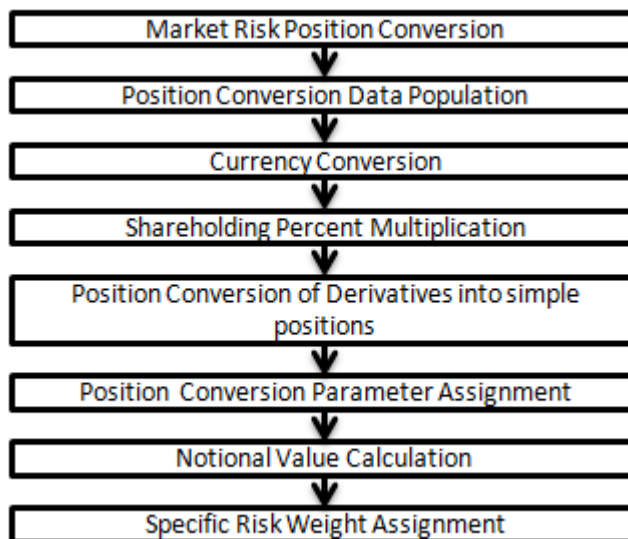 Market Risk Position Conversion
Position Conversion Data Population
Currency Conversion
Shareholding Percent Multiplication
Position Conversion of Derivatives into simple
positions
Position Conversion Parameter Assignment
Notional Value Calculation
Specific Risk Weight Assignment